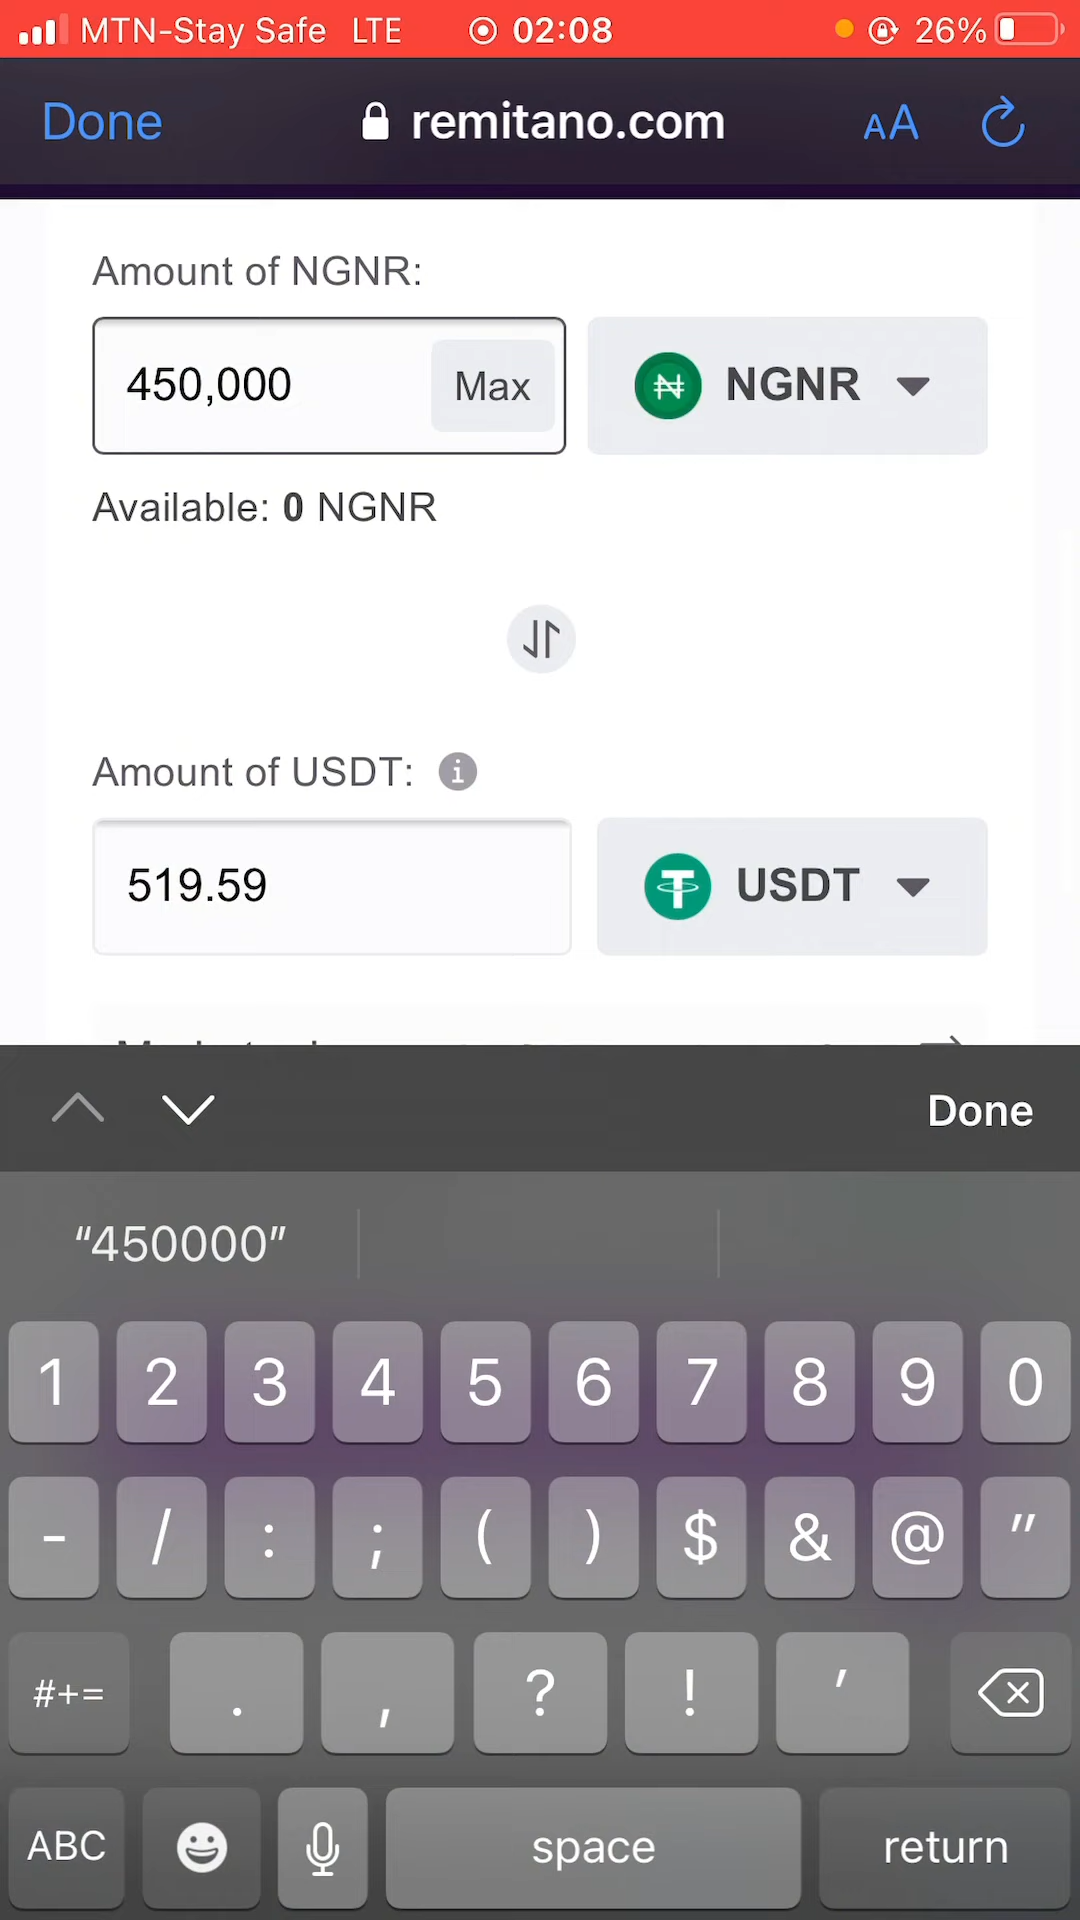 MTN-Stay Safe LTE 02:08 26%
Done remitano.com AA
Amount of NGNR:
450,000 Max NGNR
Available: 0 NGNR
Amount of USDT:
519.59 USDT
Done
“450000”
1 2 3 4 5 6 7 8 9 0
- / : ; ( ) $ & @ "
#+= . , ? ! '
ABC space return